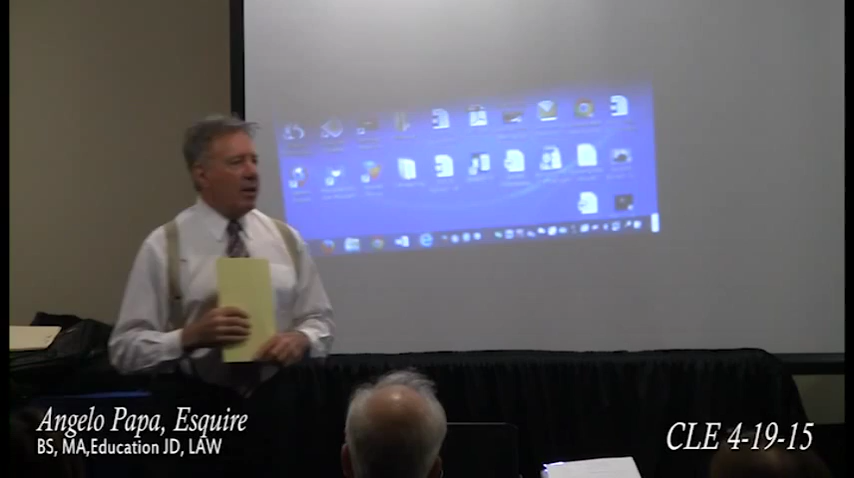 Angelo Papa, Esquire
BS, MA,Education JD, LAW
CLE 4-19-15